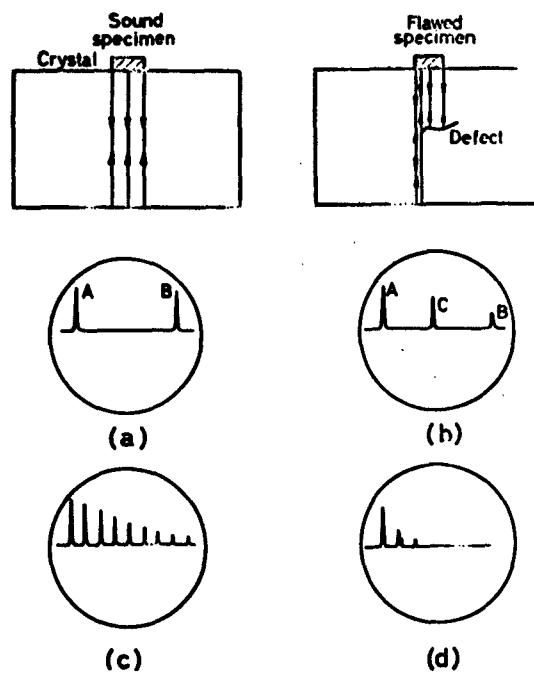 Sound
specimen
Crystal
Flawed
specimen
Defect
A
B
A
C
B
(a)
(b)
(c)
(d)